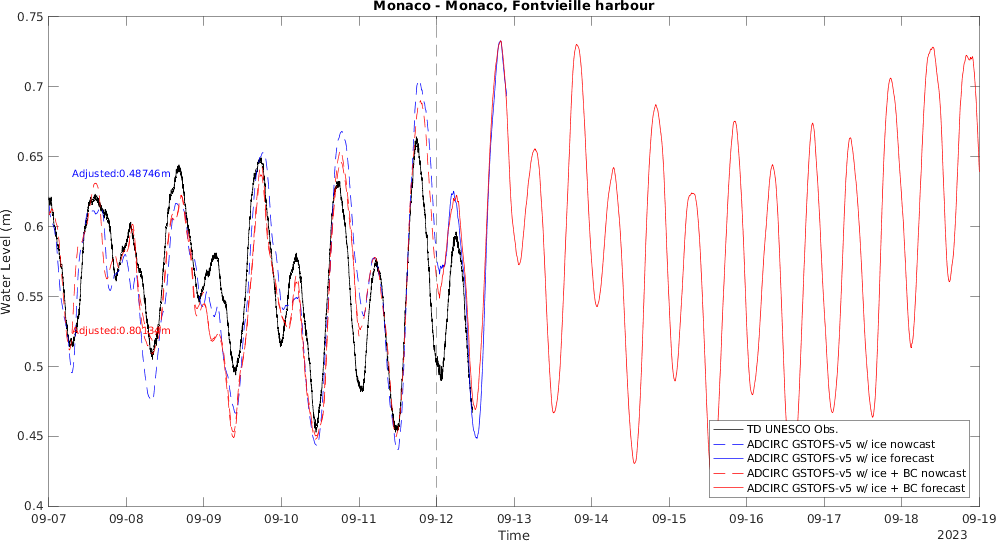 Monaco - Monaco, Fontvieille harbour
Water Level (m)
0.75
0.7
0.65
0.6
0.55
0.5
0.45
0.4
Adjusted:0.48746m
TD UNESCO Obs.
ADCIRC GSTOFS-v5 w/ ice nowcast
ADCIRC GSTOFS-v5 w/ ice forecast
ADCIRC GSTOFS-v5 w/ ice + BC nowcast
ADCIRC GSTOFS-v5 w/ ice + BC forecast
09-07 09-08 09-09 09-10 09-11 09-12 09-13 09-14 09-15 09-16 09-17 09-18 09-19
Time
2023